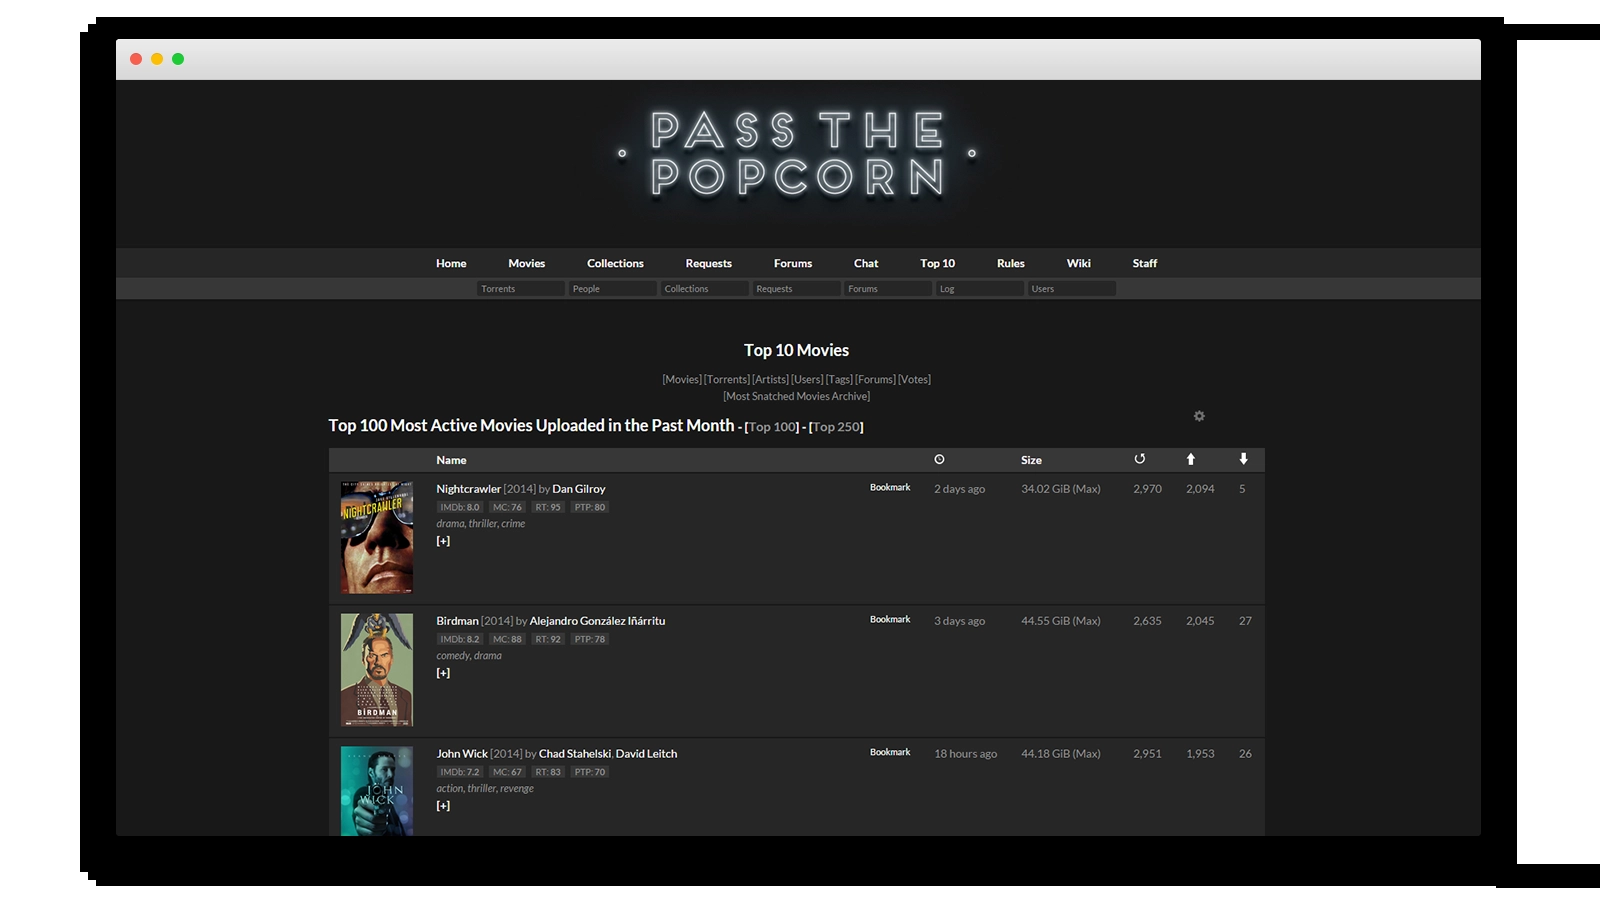 PASS THE
POPCORN
Home Movies Collections Requests Forums Chat Top 10 Rules Wiki Staff
Torrents People Collections Requests Forums Log Users
Top 10 Movies
[Movies] [Torrents] [Artists] [Users] [Tags] [Forums] [Votes]
[Most Snatched Movies Archive]
Top 100 Most Active Movies Uploaded in the Past Month - [Top 100] - [Top 250]
Name Size
NIGHTCRAWLER
Nightcrawler [2014] by Dan Gilroy Bookmark 2 days ago 34.02 GiB (Max) 2,970 2,094 5
IMDb: 8.0 MC: 76 RT: 95 PTP: 80
drama, thriller, crime
[+]
BIRDMAN
Birdman [2014] by Alejandro González Iñárritu Bookmark 3 days ago 44.55 GiB (Max) 2,635 2,045 27
IMDb: 8.2 MC: 88 RT: 92 PTP: 78
comedy, drama
[+]
JOHN
WICK
John Wick [2014] by Chad Stahelski, David Leitch Bookmark 18 hours ago 44.18 GiB (Max) 2,951 1,953 26
IMDb: 7.2 MC: 67 RT: 83 PTP: 70
action, thriller, revenge
[+]